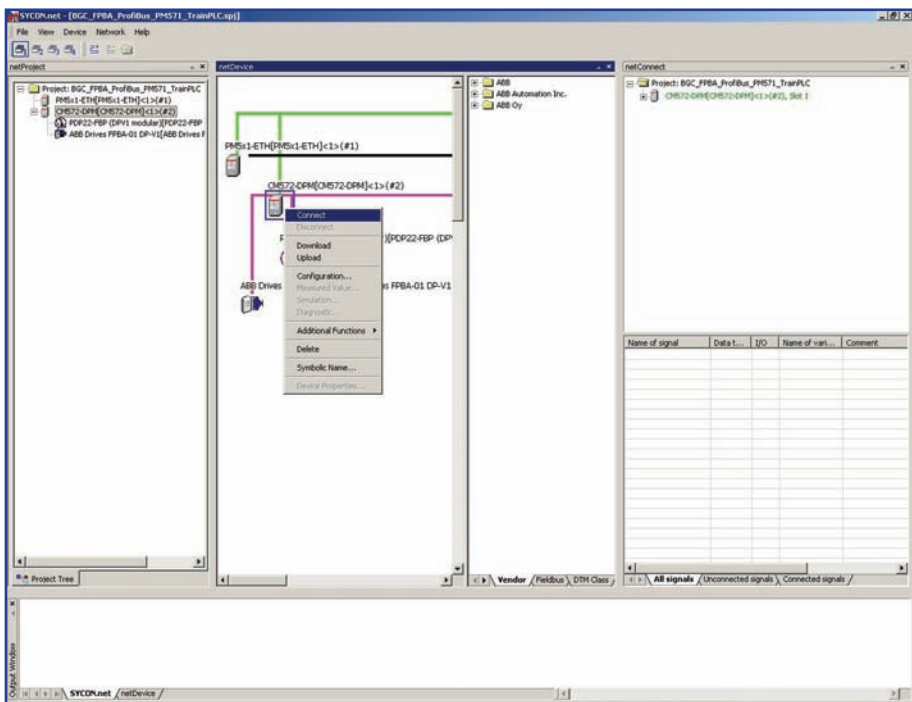 SYCON.net - [BGC_FPBA_ProfiBus_PM571_TrainPLC.spj]
File View Device Network Help
netProject
Project: BGC_FPBA_ProfiBus_PM571_TrainPLC
PM5x1-ETH[PM5x1-ETH]<1>(#1)
CM572-DPM[CM572-DPM]<1>(#2)
PDP22-FBP (DPV1 modular)[PDP22-FBP
ABB Drives FPBA-01 DP-V1[ABB Drives F
Project Tree
netDevice
PM5x1-ETH[PM5x1-ETH]<1>(#1)
CM572-DPM[CM572-DPM]<1>(#2)
)[PDP22-FBP (DPV
ABB Drives
es FPBA-01 DP-V1
Connect
Disconnect
Download
Upload
Configuration...
Measured Value...
Simulation...
Diagnostic...
Additional Functions
Delete
Symbolic Name...
Device Properties...
ABB
ABB Automation Inc.
ABB Oy
Vendor Fieldbus DTM Class
netConnect
Project: BGC_FPBA_ProfiBus_PM571_TrainPLC
CM572-DPM[CM572-DPM]<1>(#2), Slot 1
Name of signal Data t... I/O Name of vari... Comment
All signals Unconnected signals Connected signals
Output Window
SYCON.net netDevice